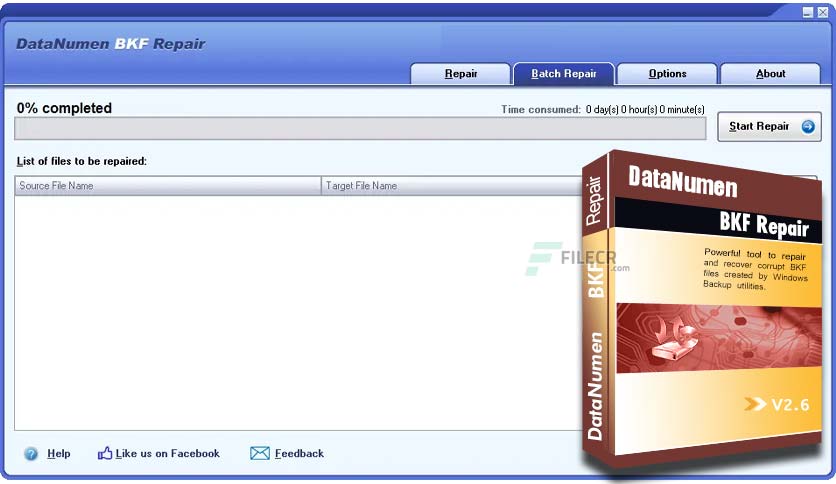 DataNumen BKF Repair
Repair
Batch Repair
Options
About
0% completed
Time consumed: 0 day(s) 0 hour(s) 0 minute(s)
Start Repair
List of files to be repaired:
Source File Name
Target File Name
FILECR
.com
DataNumen BKF Repair
DataNumen
BKF Repair
Powerful tool to repair
and recover corrupt BKF
files created by Windows
Backup utilities.
V2.6
Help
Like us on Facebook
Feedback